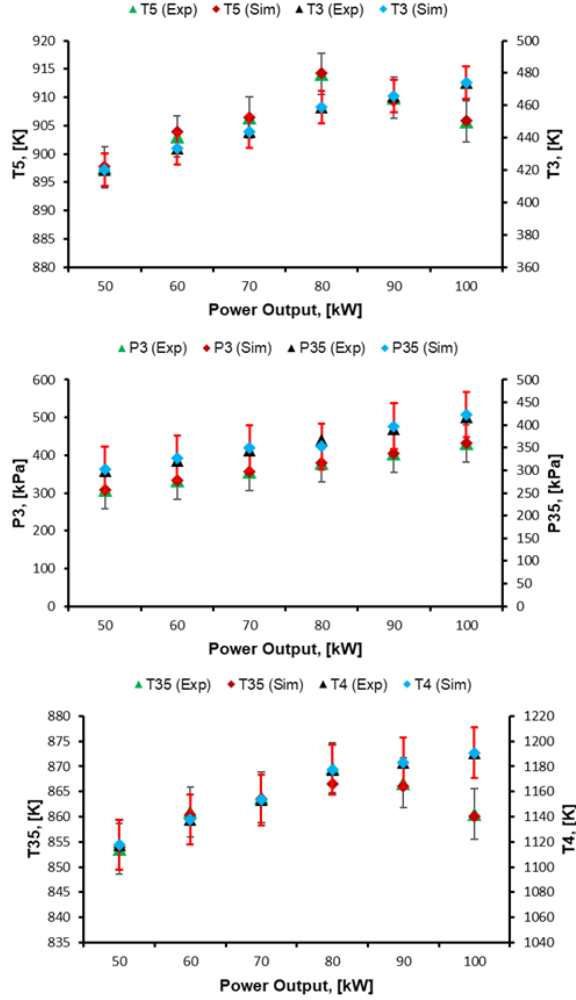 T5 (Exp) T5 (Sim) T3 (Exp) T3 (Sim)
920 500
915 480
910 460
905 440
900 420
895 400
890
885 380
880 360
T5, [K]
T3, [K]
50 60 70 80 90 100
Power Output, [kW]
P3 (Exp) P3 (Sim) P35 (Exp) P35 (Sim)
600 500
450
500 400
400 350
300
300 250
200
200 150
100 100
50
0 0
P3, [kPa]
P35, [kPa]
50 60 70 80 90 100
Power Output, [kW]
T35 (Exp) T35 (Sim) T4 (Exp) T4 (Sim)
880 1220
875 1200
870 1180
865 1160
860 1140
855 1120
850 1100
845 1080
840 1060
835 1040
T35, [K]
T4, [K]
50 60 70 80 90 100
Power Output, [kW]